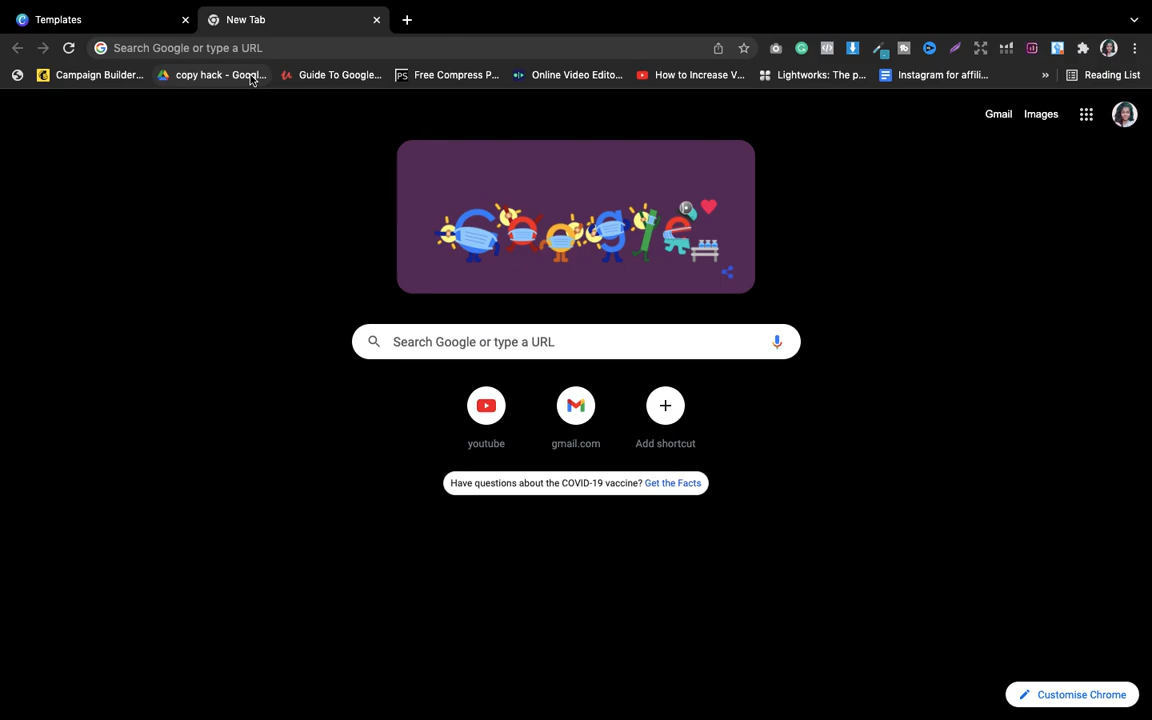 Templates
New Tab
Search Google or type a URL
Campaign Builder...
copy hack - Googl...
Guide To Google...
Free Compress P...
Online Video Edito...
How to Increase V...
Lightworks: The p...
Instagram for affili...
»
Reading List
Gmail
Images
Google
Search Google or type a URL
youtube
gmail.com
Add shortcut
Have questions about the COVID-19 vaccine? Get the Facts
Customise Chrome